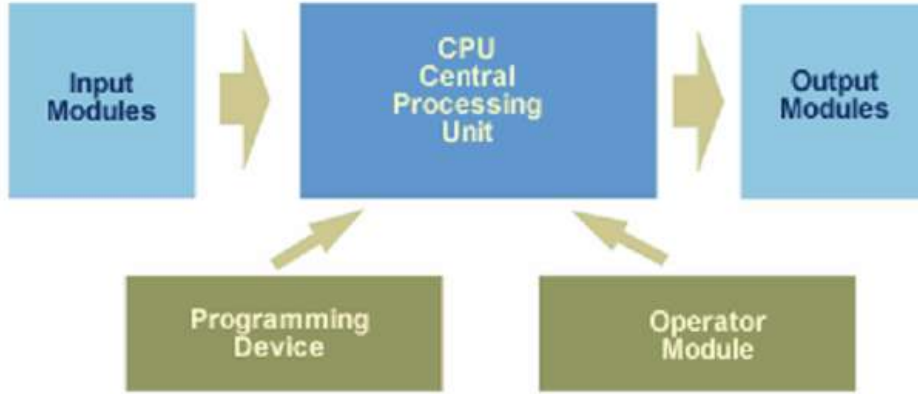 Input
Modules
CPU
Central
Processing
Unit
Output
Modules
Programming
Device
Operator
Module